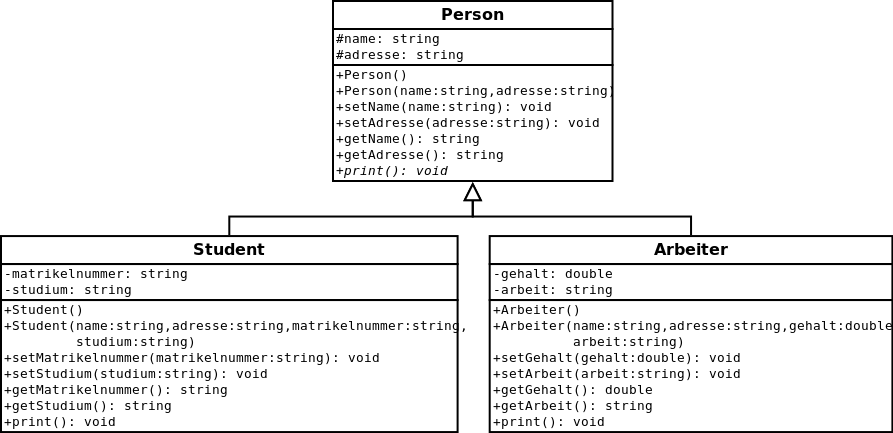 Person
#name: string
#adresse: string
+Person()
+Person(name:string,adresse:string)
+setName(name:string): void
+setAdresse(adresse:string): void
+getName(): string
+getAdresse(): string
+print(): void
Student
-matrikelnummer: string
-studium: string
+Student()
+Student(name:string,adresse:string,matrikelnummer:string,
studium:string)
+setMatrikelnummer(matrikelnummer:string): void
+setStudium(studium:string): void
+getMatrikelnummer(): string
+getStudium(): string
+print(): void
Arbeiter
-gehalt: double
-arbeit: string
+Arbeiter()
+Arbeiter(name:string,adresse:string,gehalt:double
arbeit:string)
+setGehalt(gehalt:double): void
+setArbeit(arbeit:string): void
+getGehalt(): double
+getArbeit(): string
+print(): void